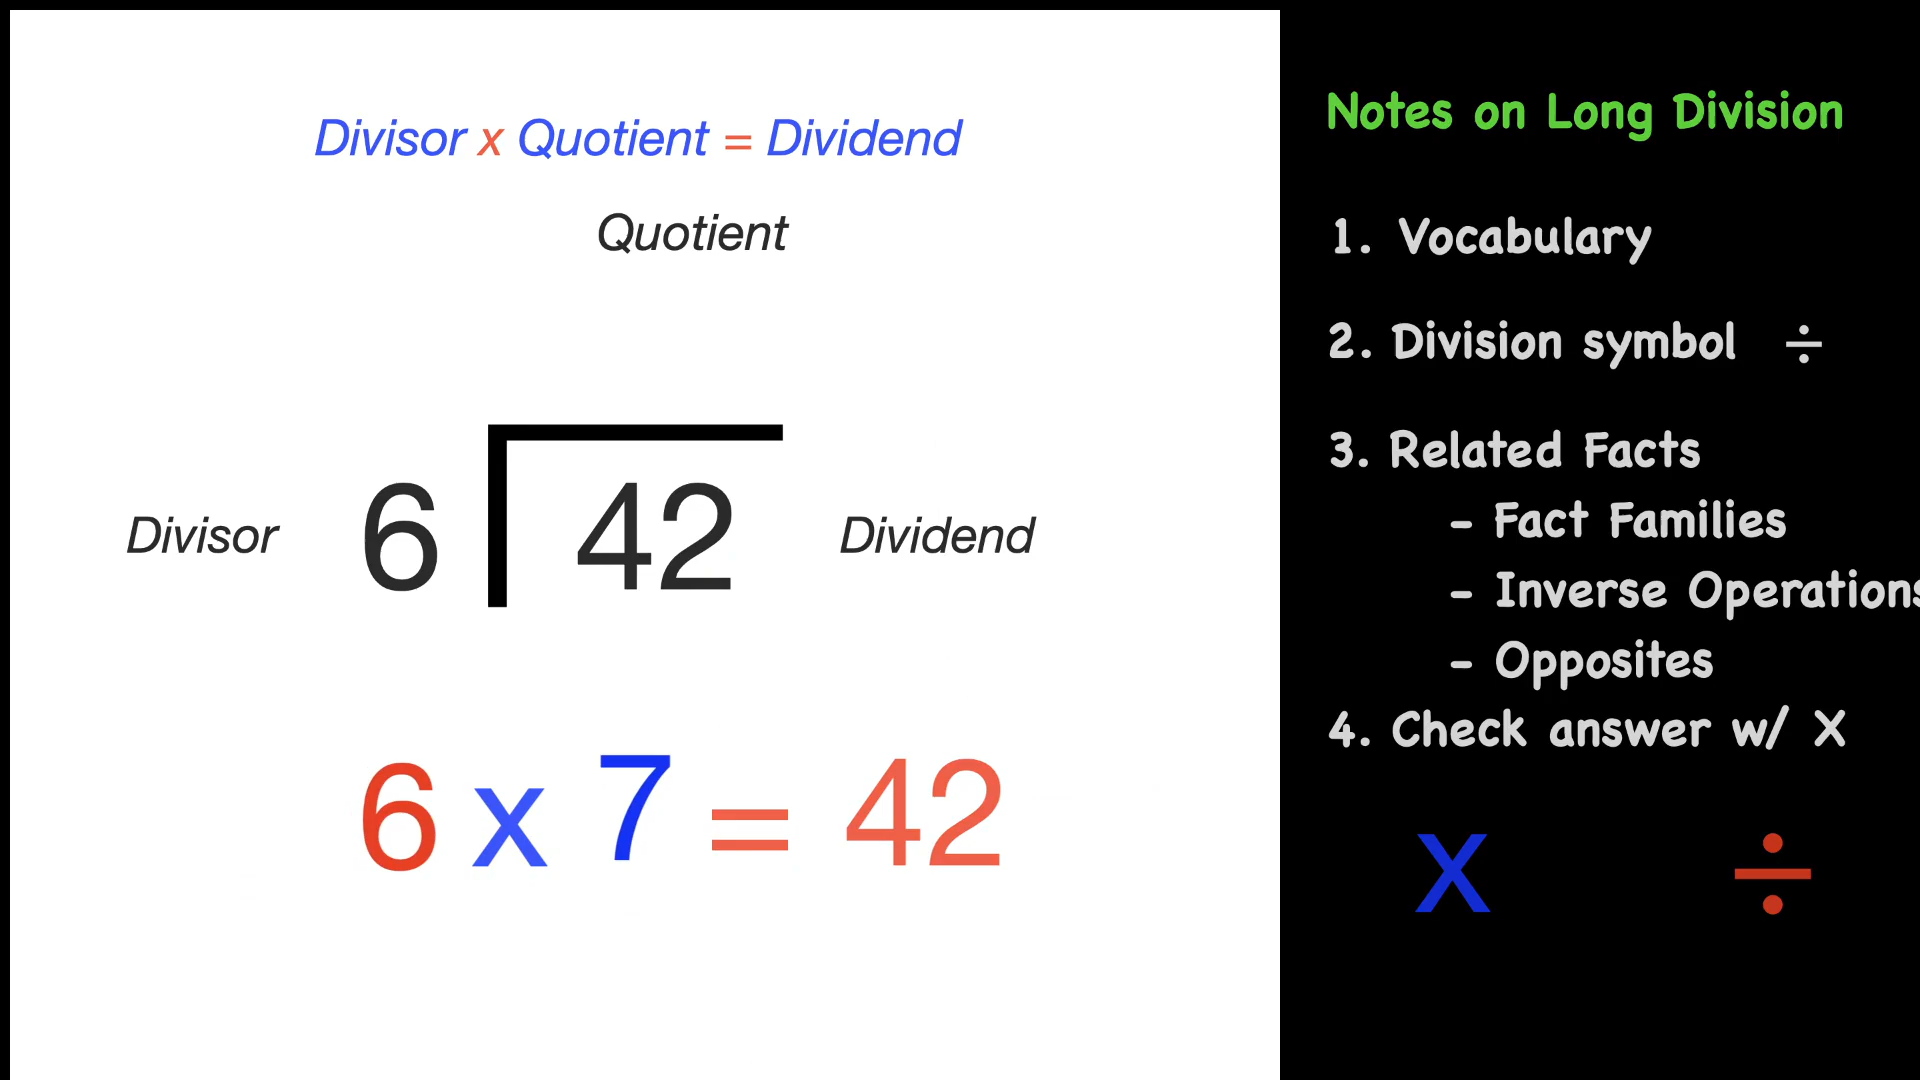 Divisor x Quotient = Dividend
Quotient
Divisor 6 42 Dividend
6 x 7 = 42
Notes on Long Division
1. Vocabulary
2. Division symbol ÷
3. Related Facts
- Fact Families
- Inverse Operations
- Opposites
4. Check answer w/ X
x ÷